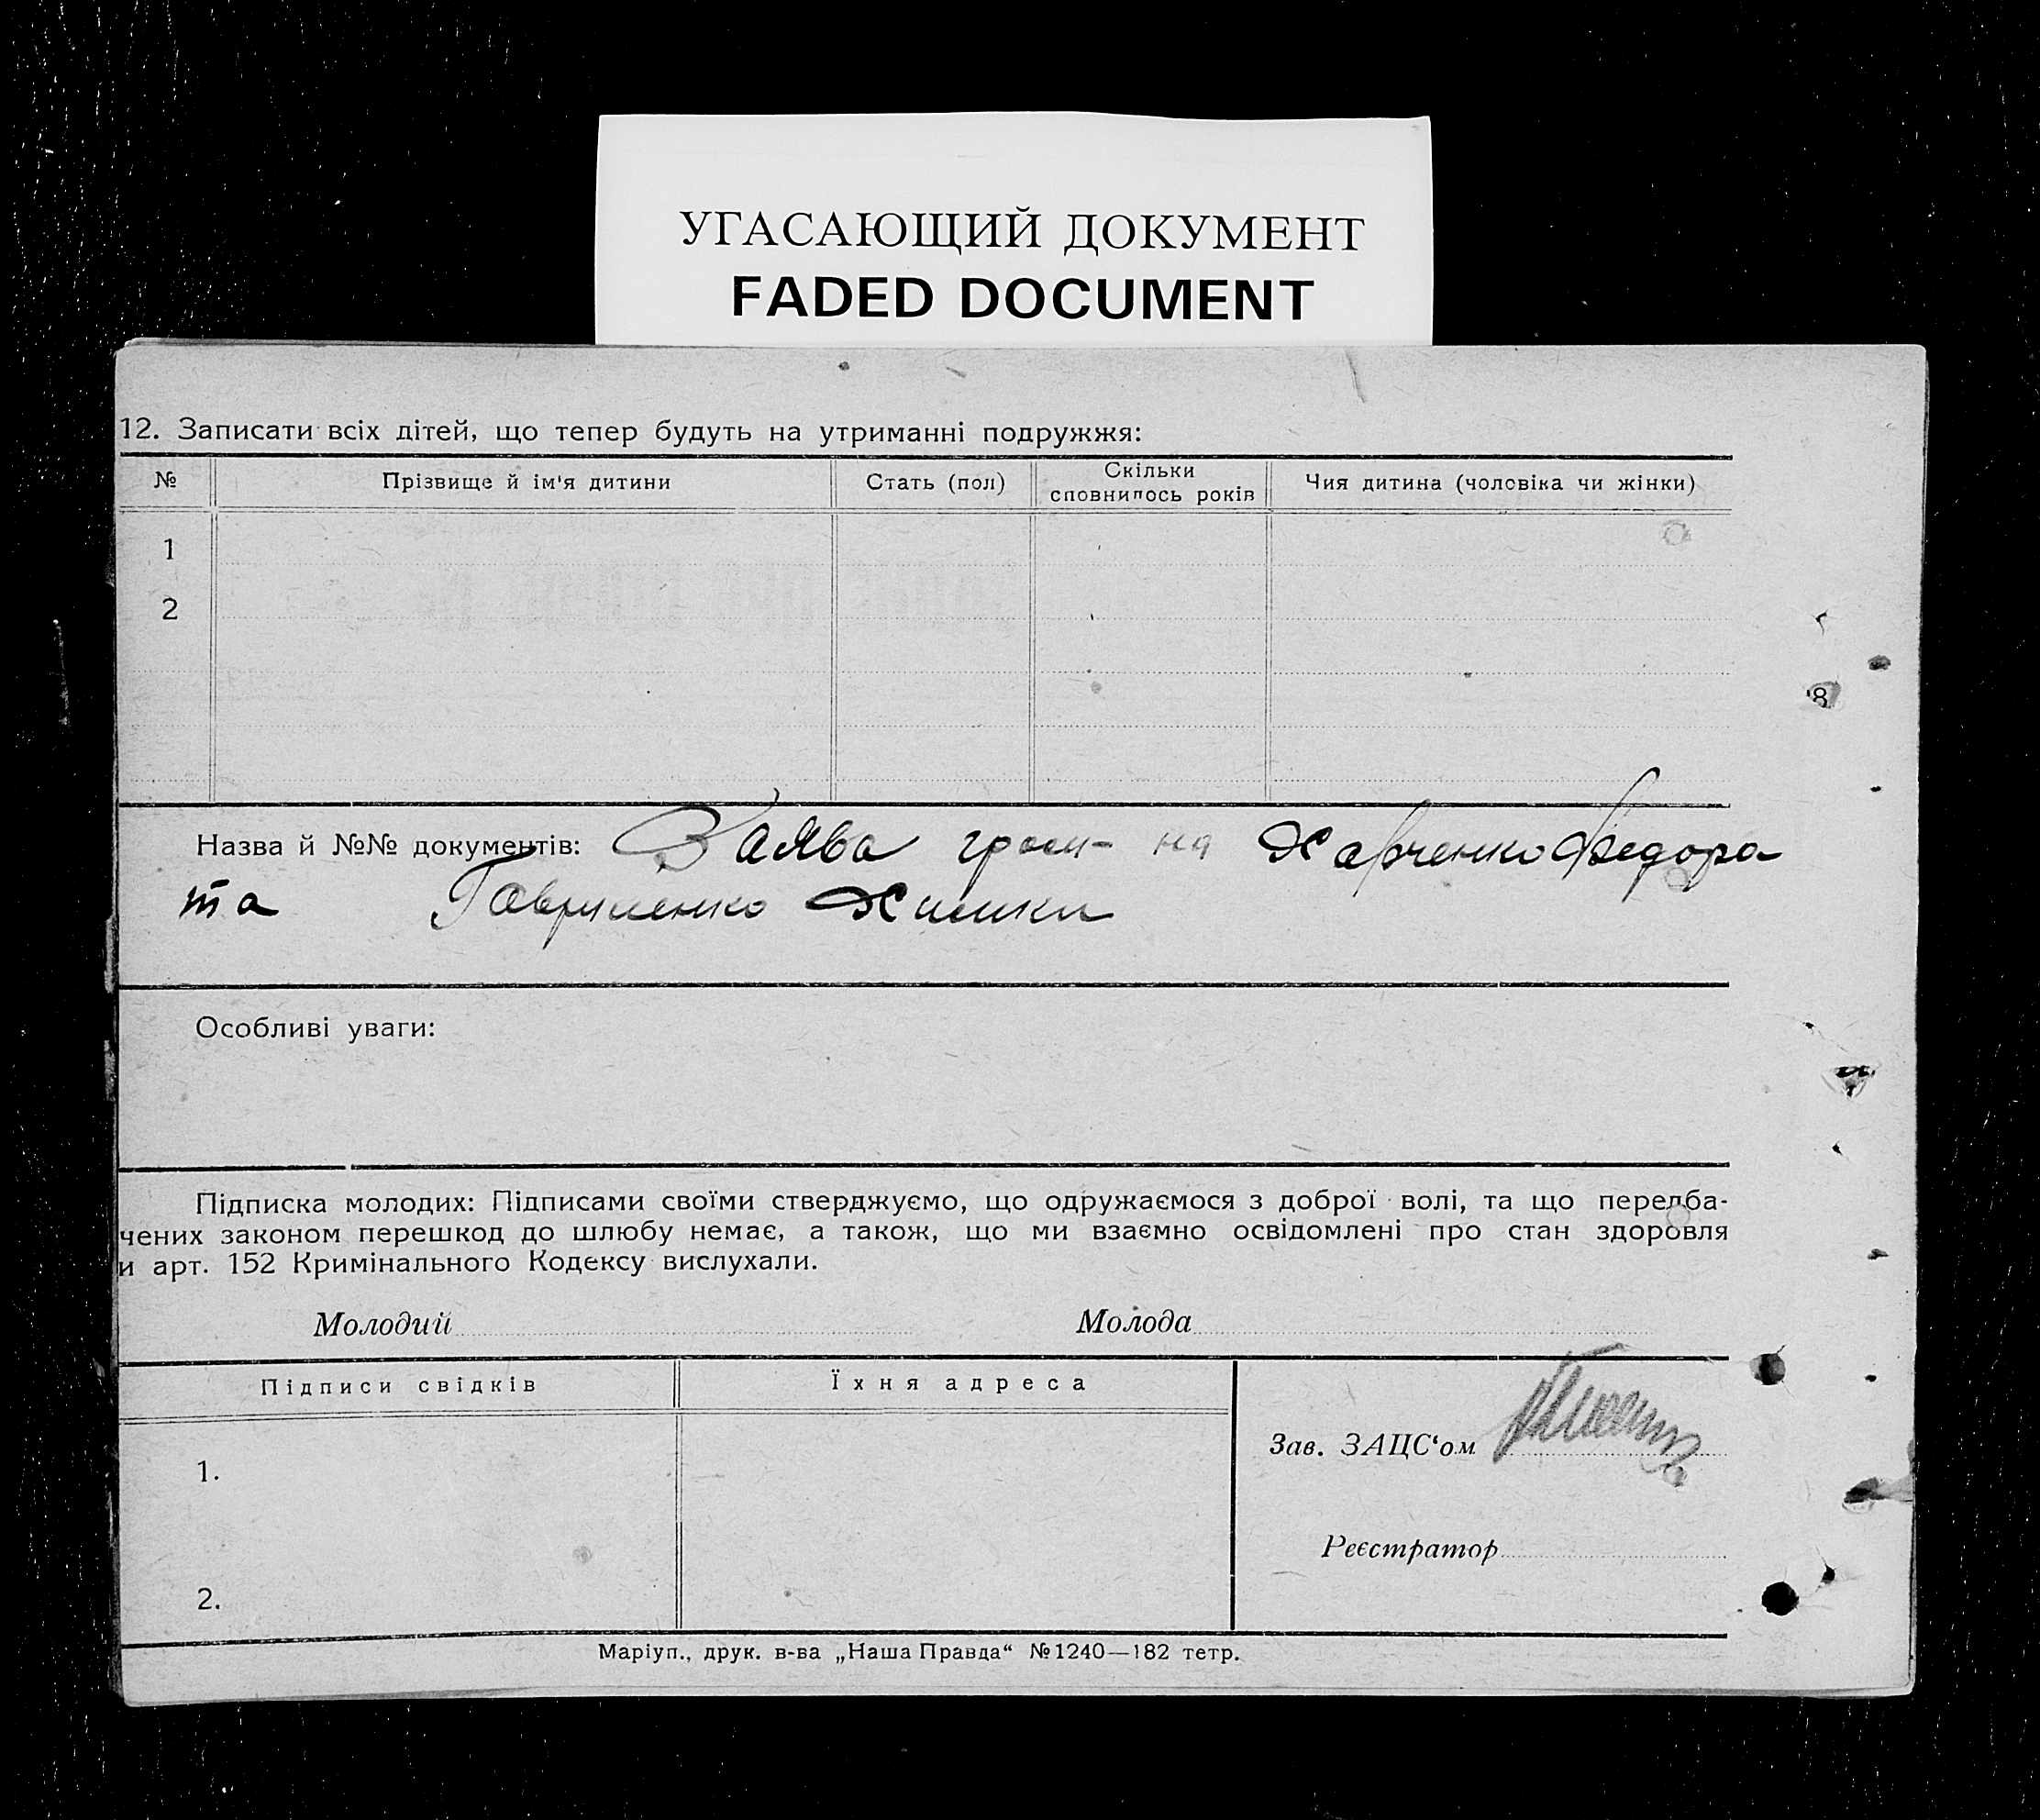 УГАСАЮЩИЙ ДОКУМЕНТ
FADED DOCUMENT
12. Записати всіх дітей, що тепер будуть на утриманні подружжя:
№ Прізвище й ім'я дитини Стать (пол) Скільки сповнилось років Чия дитина (чоловіка чи жінки)
1
2
Назва й №№ документів: Заява гром-на Харченко Федора
та Гавриленко Химки
Особливі уваги:
Підписка молодих: Підписами своїми стверджуємо, що одружаємося з доброї волі, та що передба-
чених законом перешкод до шлюбу немає, а також, що ми взаємно освідомлені про стан здоровля
и арт. 152 Кримінального Кодексу вислухали.
Молодий Молода
Підписи свідків Їхня адреса
Зав. ЗАЦС‘ом
1.
Реєстратор
2.
Маріуп., друк. в-ва „Наша Правда“ №1240—182 тетр.